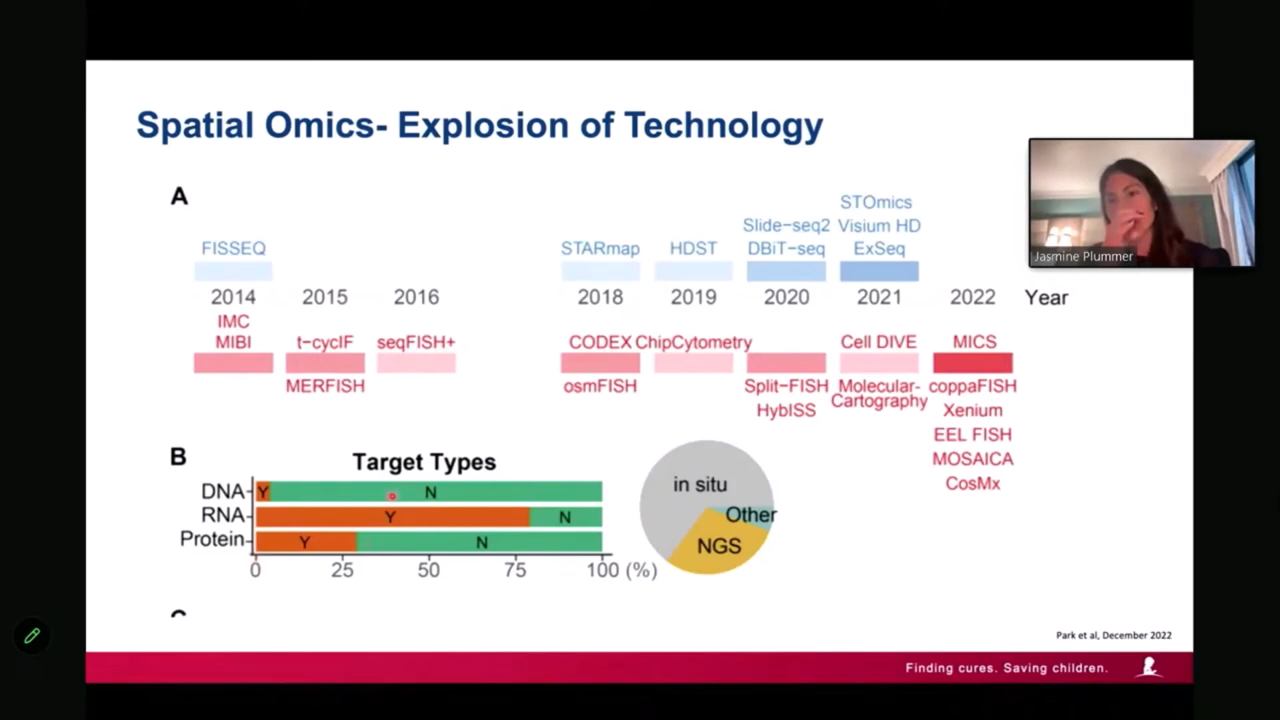 Spatial Omics- Explosion of Technology
A
STOmics
Slide-seq2 Visium HD
FISSEQ STARmap HDST DBiT-seq ExSeq
2014 2015 2016 2018 2019 2020 2021 2022 Year
IMC
MIBI t-cycIF seqFISH+ CODEX ChipCytometry Cell DIVE MICS
MERFISH osmFISH Split-FISH Molecular- coppaFISH
HybISS Cartography Xenium
EEL FISH
MOSAICA
CosMx
B
Target Types
DNA Y N
RNA Y N
Protein Y N
0 25 50 75 100 (%)
in situ
Other
NGS
C
Park et al, December 2022
Finding cures. Saving children.
Jasmine Plummer